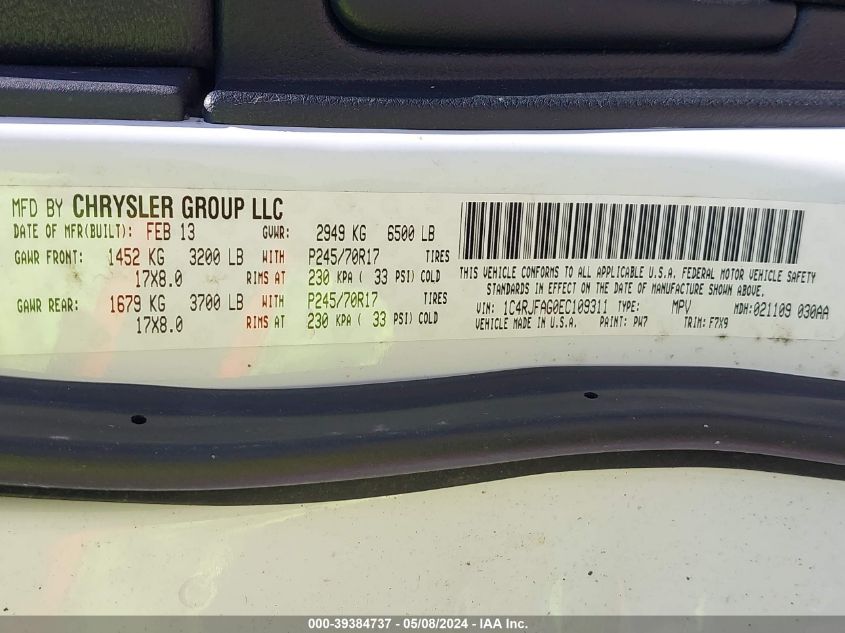 MFD BY CHRYSLER GROUP LLC
DATE OF MFR(BUILT): FEB 13 GVWR: 2949 KG 6500 LB
GAWR FRONT: 1452 KG 3200 LB WITH P245/70R17 TIRES
17X8.0 RIMS AT 230 KPA ( 33 PSI) COLD
GAWR REAR: 1679 KG 3700 LB WITH P245/70R17 TIRES
17X8.0 RIMS AT 230 KPA ( 33 PSI) COLD
THIS VEHICLE CONFORMS TO ALL APPLICABLE U.S.A. FEDERAL MOTOR VEHICLE SAFETY
STANDARDS IN EFFECT ON THE DATE OF MANUFACTURE SHOWN ABOVE.
VIN: 1C4RJFAG0EC109311 TYPE: MPV MDH:021109 030AA
VEHICLE MADE IN U.S.A. PAINT: PW7 TRIM: F7X9
000-39384737 - 05/08/2024 - IAA Inc.